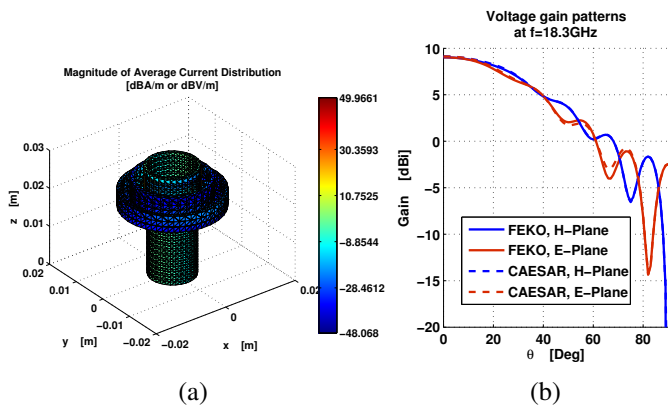 Magnitude of Average Current Distribution
[dBA/m or dBV/m]
0.03
0.02
0.01
0
0.02
0.01
0
−0.01
−0.02
−0.02
0
0.02
z [m]
y [m]
x [m]
49.9661
30.3593
10.7525
−8.8544
−28.4612
−48.068
(a)
Voltage gain patterns
at f=18.3GHz
10
5
0
−5
−10
−15
−20
0
20
40
60
80
Gain [dBi]
θ [Deg]
FEKO, H−Plane
FEKO, E−Plane
CAESAR, H−Plane
CAESAR, E−Plane
(b)